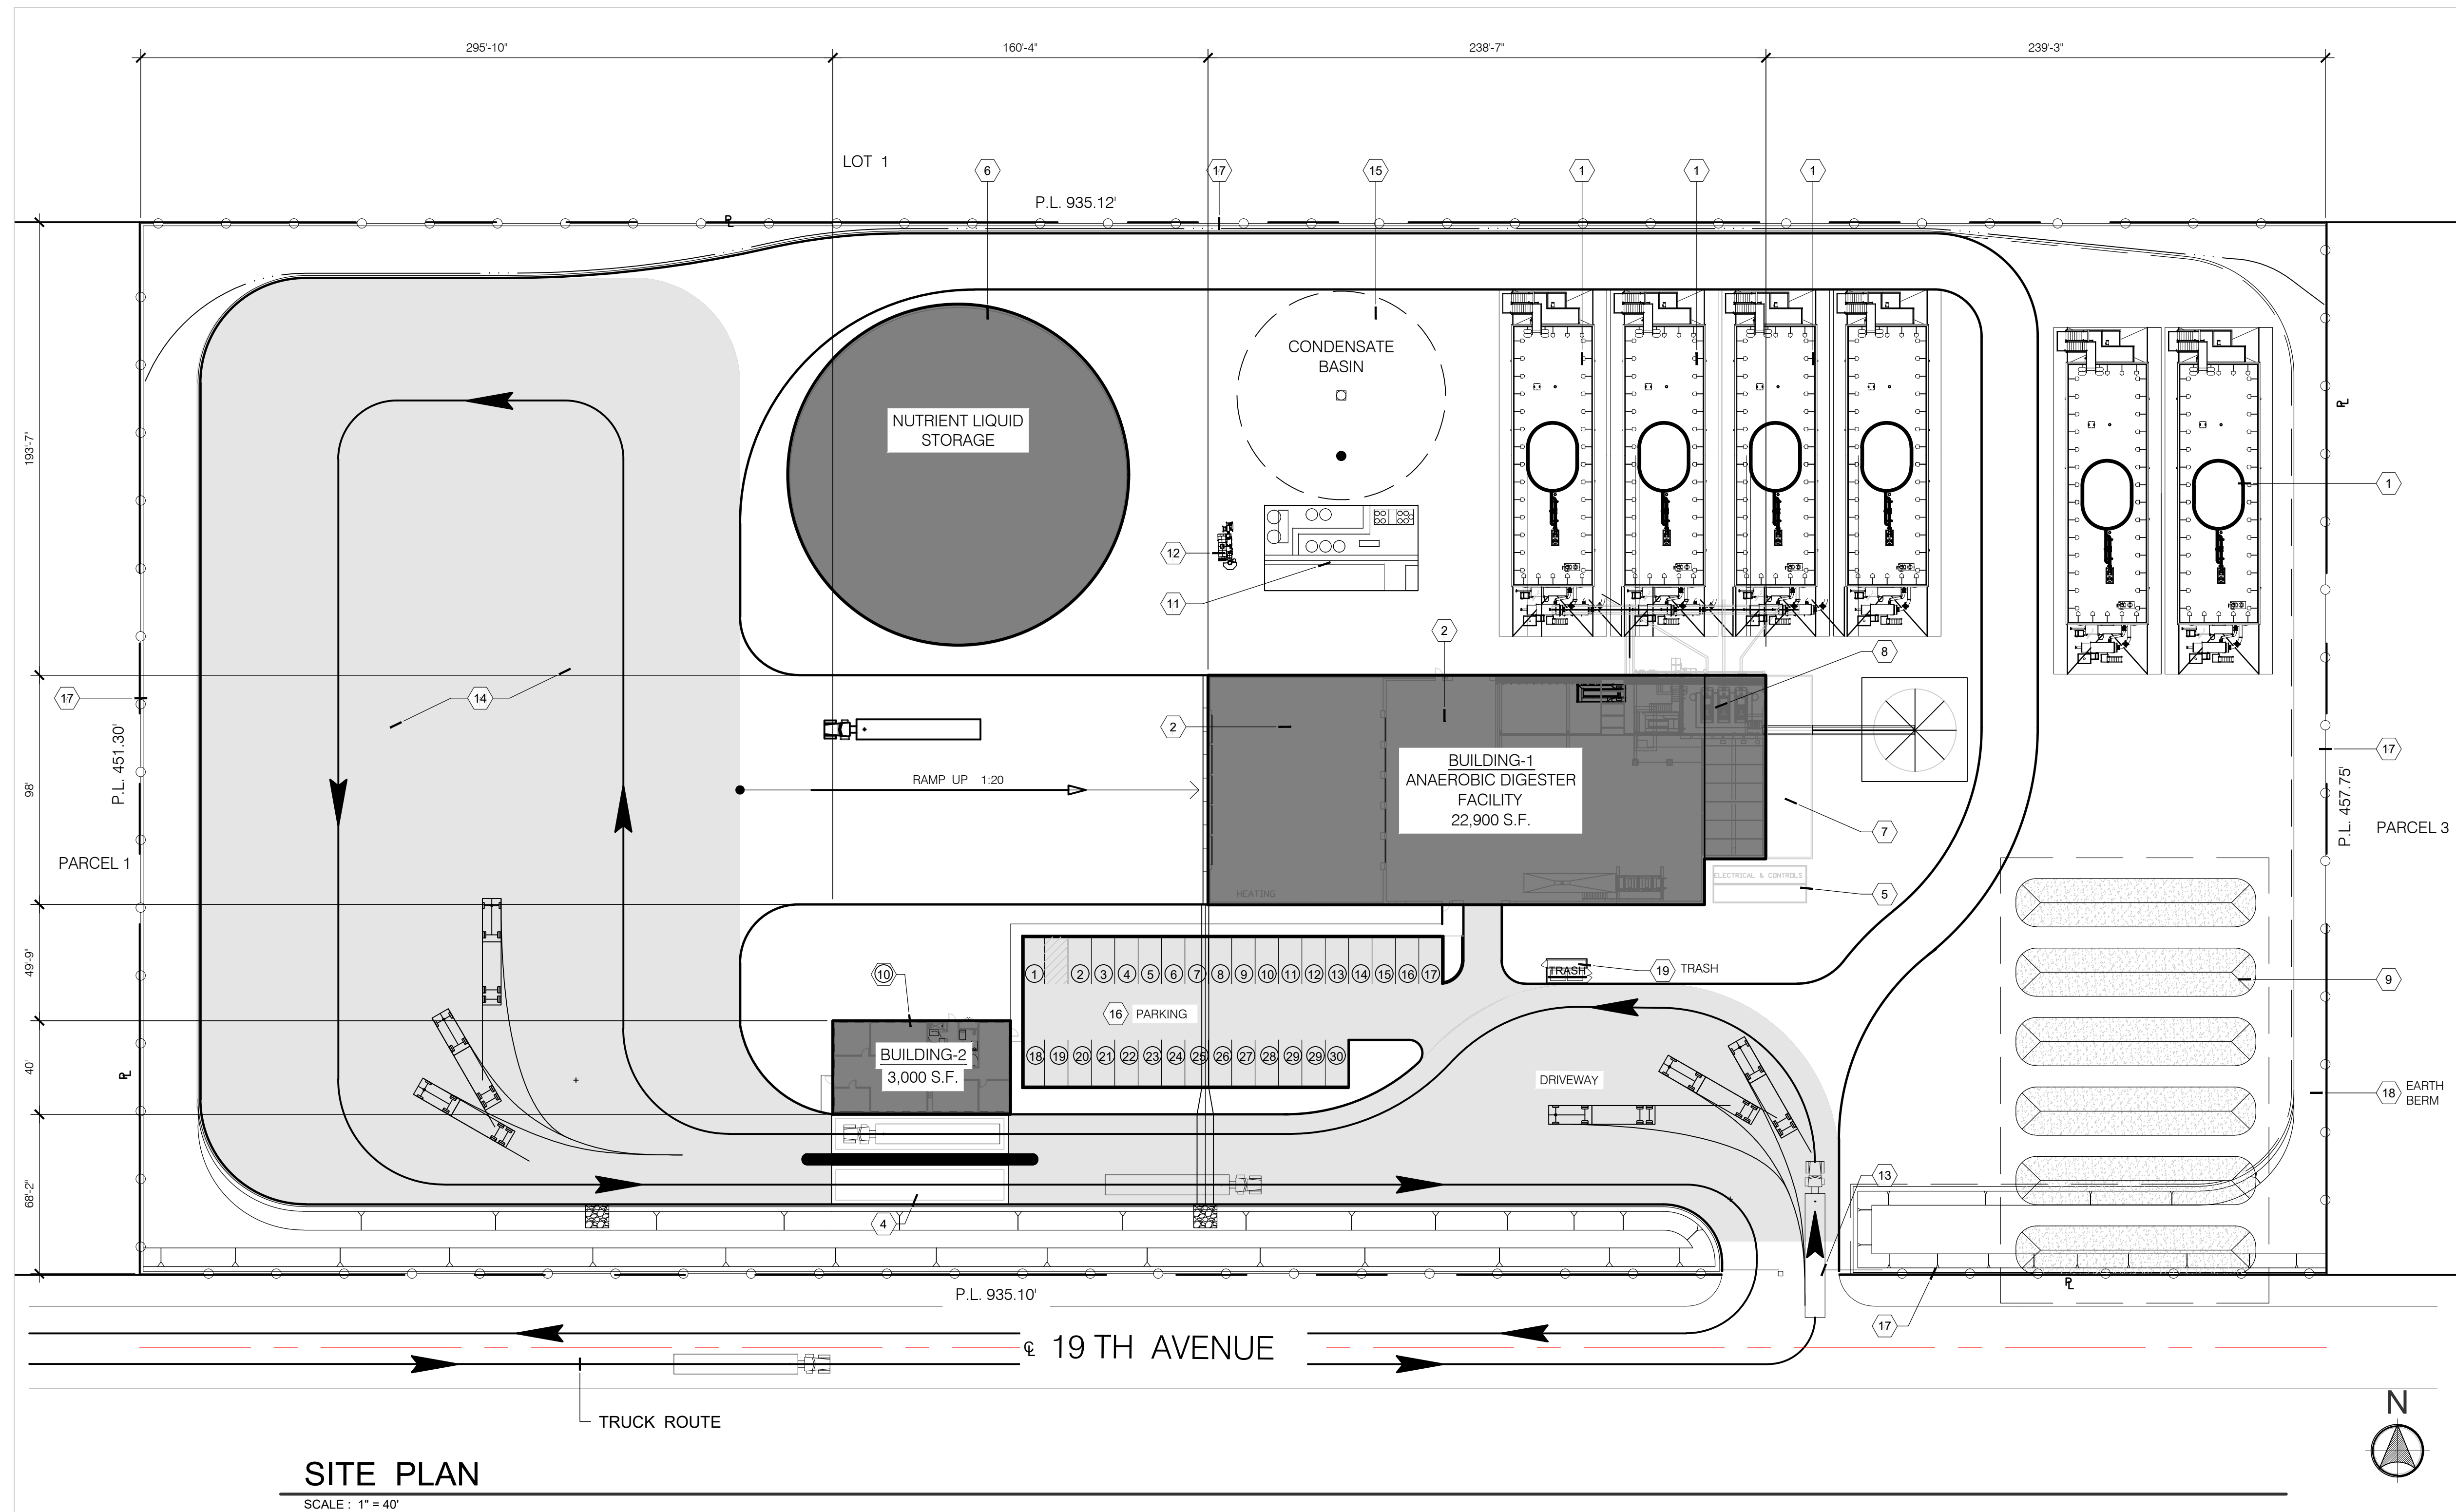 295'-10"
160'-4"
238'-7"
239'-3"
LOT 1
6
17
15
1
1
1
P.L. 935.12'
PL
CONDENSATE
BASIN
NUTRIENT LIQUID
STORAGE
PL
193'-7"
1
12
11
2
8
14
17
2
17
P.L. 451.30'
98'
RAMP UP 1:20
BUILDING-1
ANAEROBIC DIGESTER
FACILITY
22,900 S.F.
7
P.L. 457.75'
PARCEL 3
PARCEL 1
ELECTRICAL & CONTROLS
HEATING
5
49'-9"
10
1 2 3 4 5 6 7 8 9 10 11 12 13 14 15 16 17
TRASH
19 TRASH
9
16 PARKING
40'
PL
BUILDING-2
3,000 S.F.
18 19 20 21 22 23 24 25 26 27 28 29 29 30
DRIVEWAY
18 EARTH
BERM
68'-2"
13
4
P.L. 935.10'
PL
17
CL 19 TH AVENUE
TRUCK ROUTE
N
SITE PLAN
SCALE : 1" = 40'